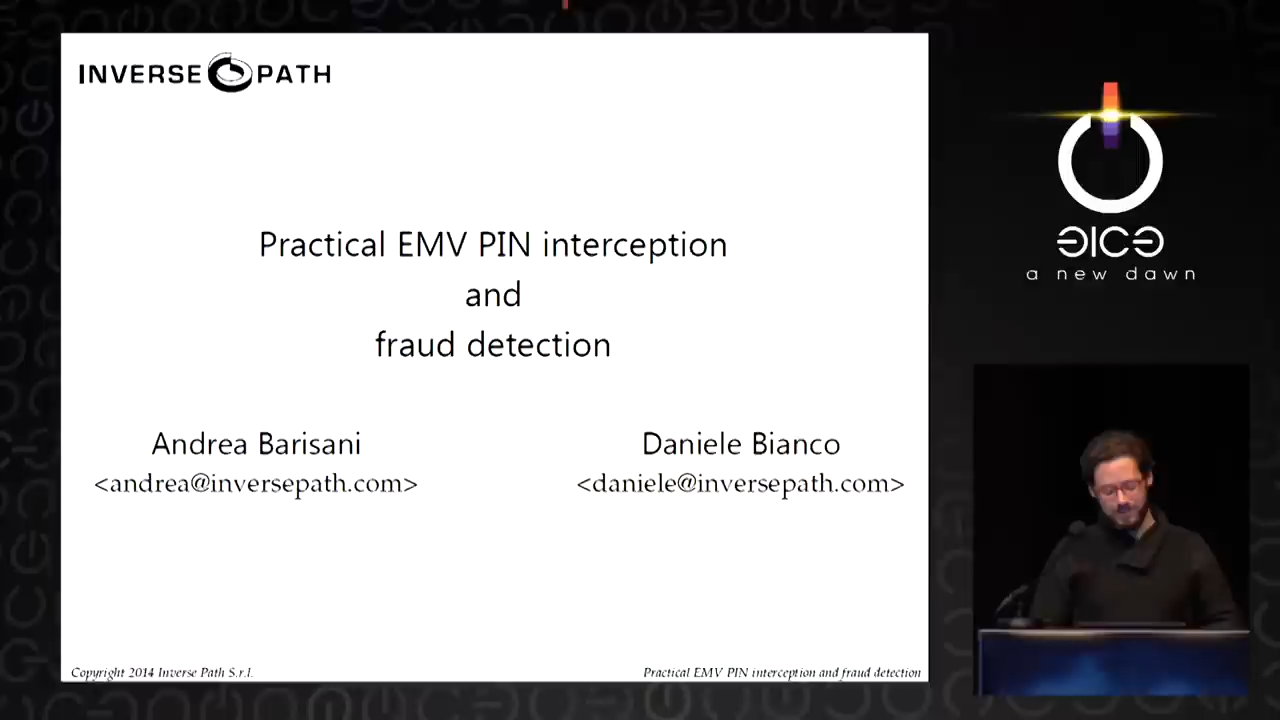 INVERSE PATH
Practical EMV PIN interception
and
fraud detection
Andrea Barisani
<andrea@inversepath.com>
Daniele Bianco
<daniele@inversepath.com>
Copyright 2014 Inverse Path S.r.l.
Practical EMV PIN interception and fraud detection
31C3
a new dawn